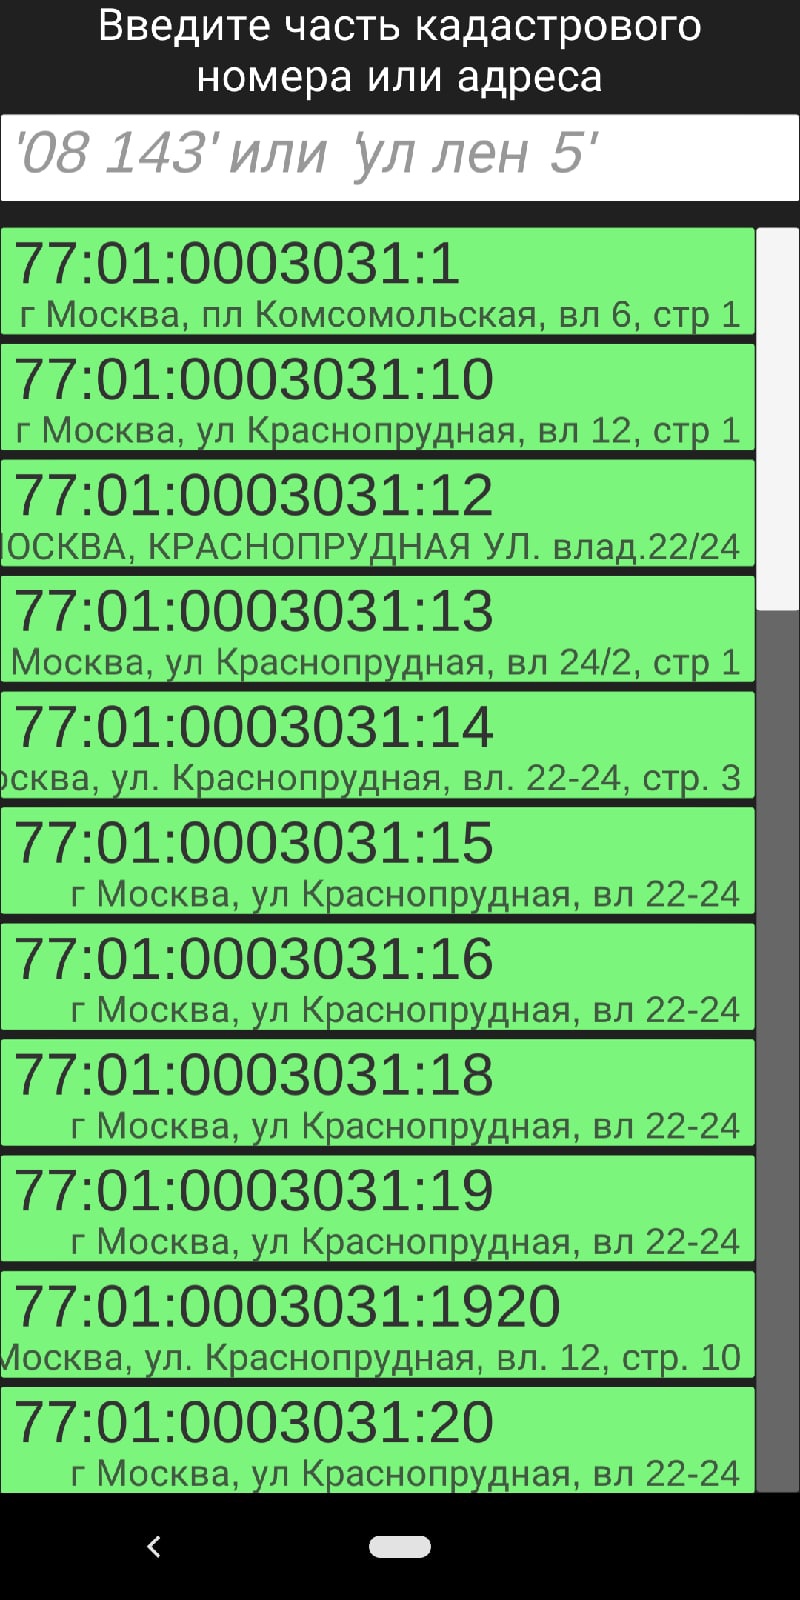 Введите часть кадастрового
номера или адреса
'08 143' или 'ул лен 5'
77:01:0003031:1
г Москва, пл Комсомольская, вл 6, стр 1
77:01:0003031:10
г Москва, ул Краснопрудная, вл 12, стр 1
77:01:0003031:12
КРАСНОПРУДНАЯ УЛ. влад.22/24
77:01:0003031:13
Москва, ул Краснопрудная, вл 24/2, стр 1
77:01:0003031:14
ул. Краснопрудная, вл. 22-24, стр. 3
77:01:0003031:15
г Москва, ул Краснопрудная, вл 22-24
77:01:0003031:16
г Москва, ул Краснопрудная, вл 22-24
77:01:0003031:18
г Москва, ул Краснопрудная, вл 22-24
77:01:0003031:19
г Москва, ул Краснопрудная, вл 22-24
77:01:0003031:1920
Москва, ул. Краснопрудная, вл. 12, стр. 10
77:01:0003031:20
г Москва, ул Краснопрудная, вл 22-24